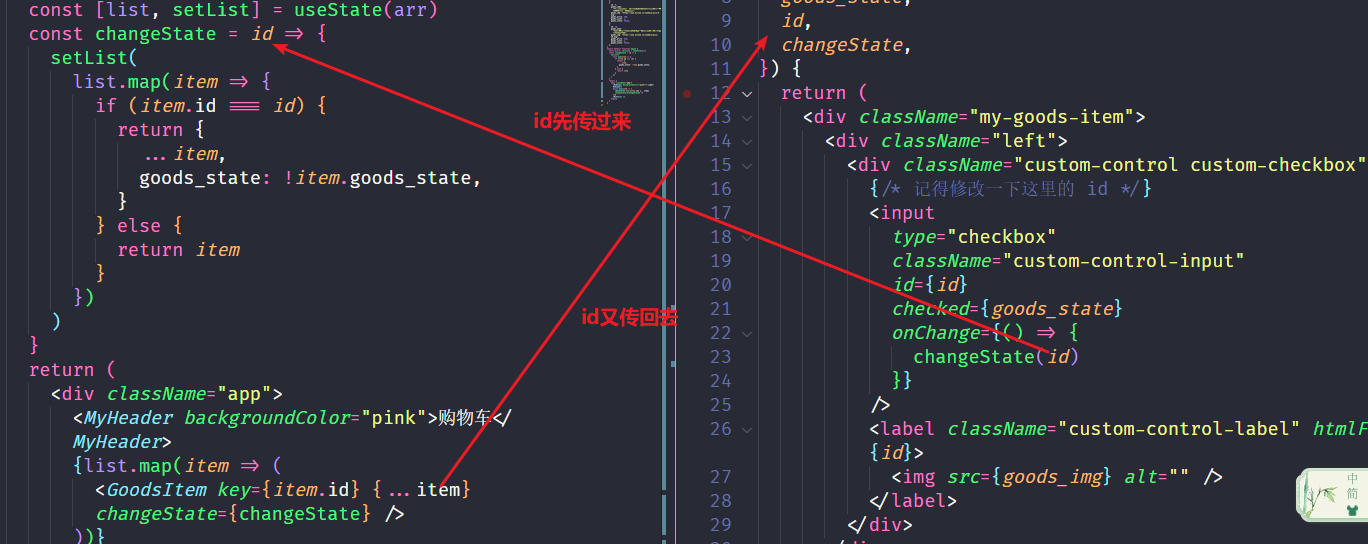 const [list, setList] = useState(arr)
const changeState = id => {
setList(
list.map(item => {
if (item.id === id) {
return {
...item,
goods_state: !item.goods_state,
}
} else {
return item
}
})
)
}
return (
<div className="app">
<MyHeader backgroundColor="pink">购物车</
MyHeader>
{list.map(item => (
<GoodsItem key={item.id} {...item}
changeState={changeState} />
))}
id先传过来
id又传回去
goods_state,
9 id,
10 changeState,
11 }) {
12 return (
13 <div className="my-goods-item">
14 <div className="left">
15 <div className="custom-control custom-checkbox"
16 {/* 记得修改一下这里的 id */}
17 <input
18 type="checkbox"
19 className="custom-control-input"
20 id={id}
21 checked={goods_state}
22 onChange={() => {
23 changeState(id)
24 }}
25 />
26 <label className="custom-control-label" htmlF
{id}>
27 <img src={goods_img} alt="" />
28 </label>
29 </div>
中
简